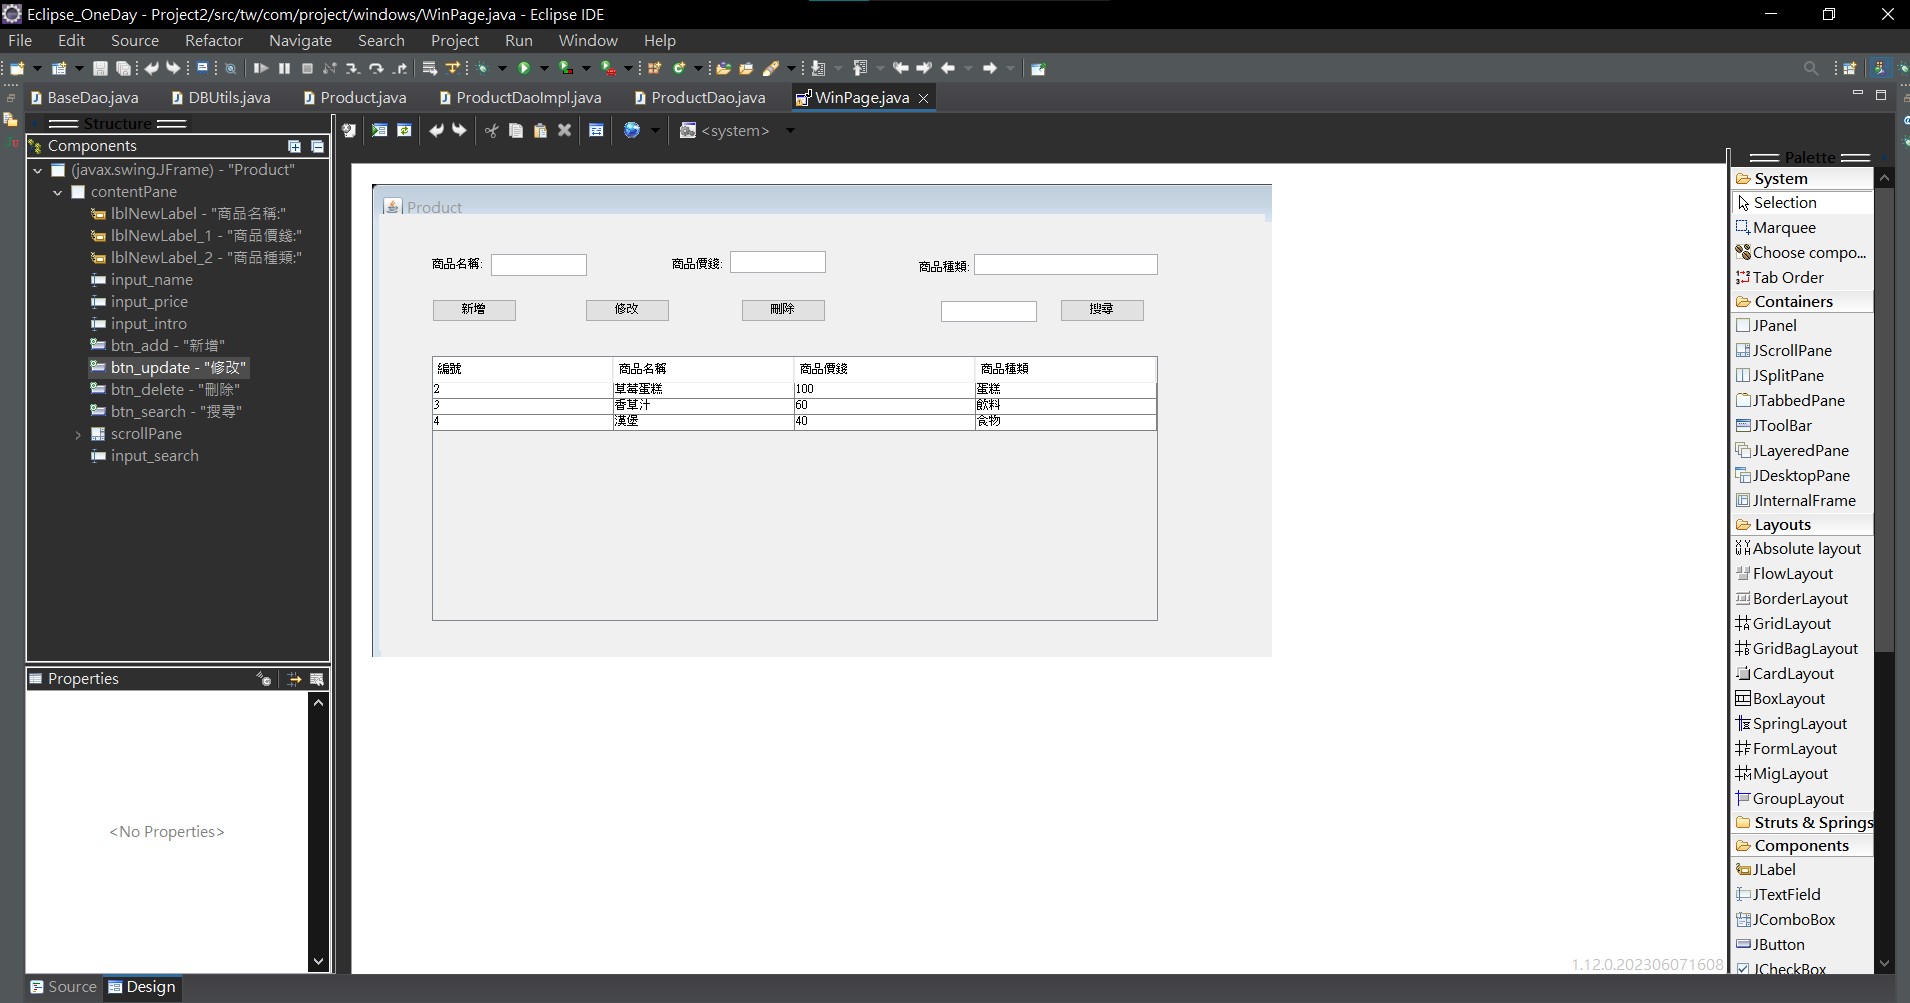 Eclipse_OneDay - Project2/src/tw/com/project/windows/WinPage.java - Eclipse IDE
File Edit Source Refactor Navigate Search Project Run Window Help
BaseDao.java DBUtils.java Product.java ProductDaoImpl.java ProductDao.java WinPage.java
Structure
<system>
Components
(javax.swing.JFrame) - "Product"
contentPane
lblNewLabel - "商品名稱:"
lblNewLabel_1 - "商品價錢:"
lblNewLabel_2 - "商品種類:"
input_name
input_price
input_intro
btn_add - "新增"
btn_update - "修改"
btn_delete - "刪除"
btn_search - "搜尋"
scrollPane
input_search
Properties
<No Properties>
Source Design
Product
商品名稱: 商品價錢: 商品種類:
新增 修改 刪除 搜尋
編號 商品名稱 商品價錢 商品種類
2 草莓蛋糕 100 蛋糕
3 香草汁 60 飲料
4 漢堡 40 食物
1.12.0.202306071608
Palette
System
Selection
Marquee
Choose compo...
Tab Order
Containers
JPanel
JScrollPane
JSplitPane
JTabbedPane
JToolBar
JLayeredPane
JDesktopPane
JInternalFrame
Layouts
Absolute layout
FlowLayout
BorderLayout
GridLayout
GridBagLayout
CardLayout
BoxLayout
SpringLayout
FormLayout
MigLayout
GroupLayout
Struts & Springs
Components
JLabel
JTextField
JComboBox
JButton
JCheckBox